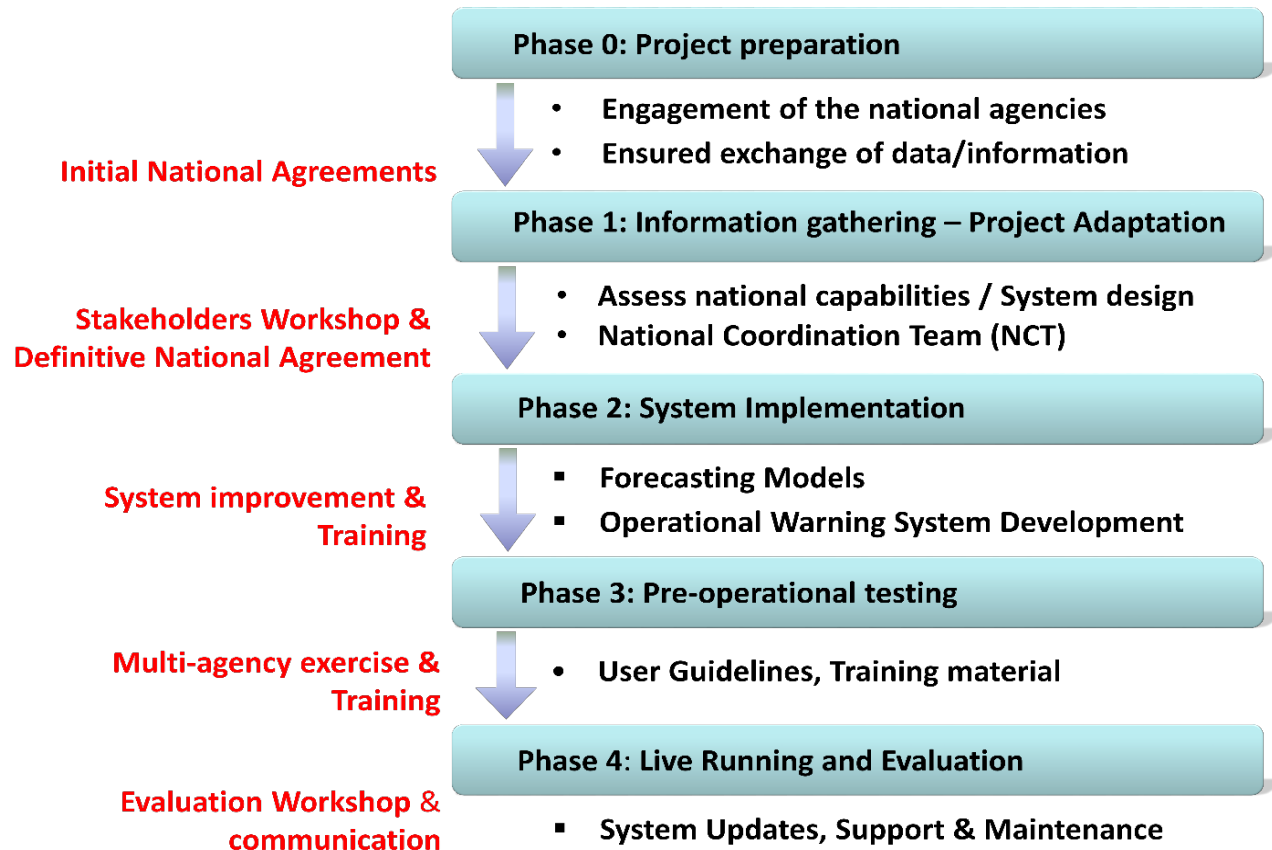 Phase 0: Project preparation
• Engagement of the national agencies
• Ensured exchange of data/information
Initial National Agreements
Phase 1: Information gathering – Project Adaptation
• Assess national capabilities / System design
• National Coordination Team (NCT)
Stakeholders Workshop &
Definitive National Agreement
Phase 2: System Implementation
▪ Forecasting Models
▪ Operational Warning System Development
System improvement &
Training
Phase 3: Pre-operational testing
• User Guidelines, Training material
Multi-agency exercise &
Training
Phase 4: Live Running and Evaluation
▪ System Updates, Support & Maintenance
Evaluation Workshop &
communication